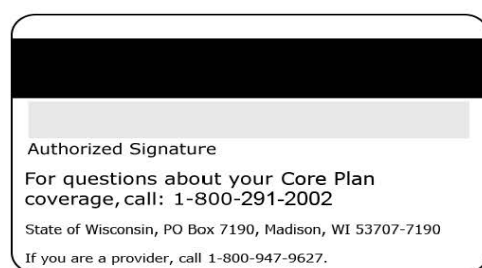 Authorized Signature
For questions about your Core Plan
coverage, call: 1-800-291-2002
State of Wisconsin, PO Box 7190, Madison, WI 53707-7190
If you are a provider, call 1-800-947-9627.